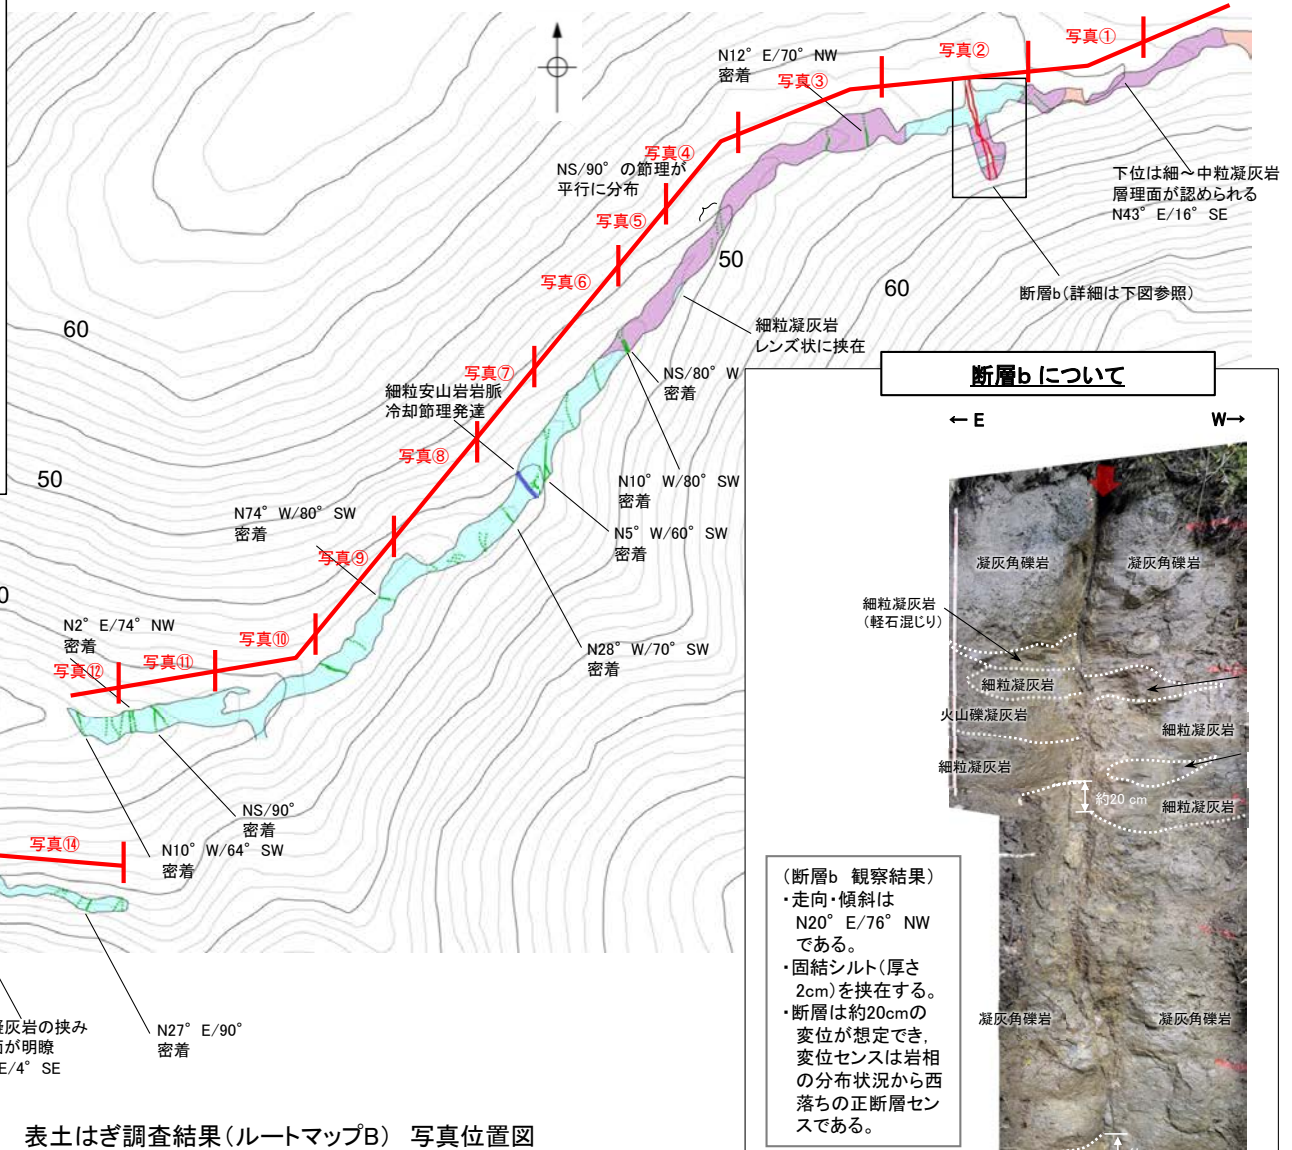 写真①
写真②
N12°E/70°NW
密着
写真③
写真④
NS/90°の節理が
平行に分布
写真⑤
下位は細～中粒凝灰岩
層理面が認められる
N43°E/16°SE
50
写真⑥
60
断層b(詳細は下図参照)
60
細粒凝灰岩
レンズ状に挟在
写真⑦
NS/80°W
密着
細粒安山岩岩脈
冷却節理発達
写真⑧
50
N10°W/80°SW
密着
N74°W/80°SW
密着
N5°W/60°SW
密着
写真⑨
0
N2°E/74°NW
密着
写真⑩
写真⑪
写真⑫
N28°W/70°SW
密着
NS/90°
密着
N10°W/64°SW
密着
写真⑭
凝灰岩の挟み
面が明瞭
E/4°SE
N27°E/90°
密着
表土はぎ調査結果(ルートマップB) 写真位置図
断層b について
←E
W→
凝灰角礫岩
凝灰角礫岩
細粒凝灰岩
(軽石混じり)
細粒凝灰岩
火山礫凝灰岩
細粒凝灰岩
細粒凝灰岩
約20 cm
細粒凝灰岩
凝灰角礫岩
凝灰角礫岩
(断層b 観察結果)
・走向・傾斜は
N20°E/76°NW
である。
・固結シルト(厚さ
2cm)を挟在する。
・断層は約20cmの
変位が想定でき,
変位センスは岩相
の分布状況から西
落ちの正断層セン
スである。